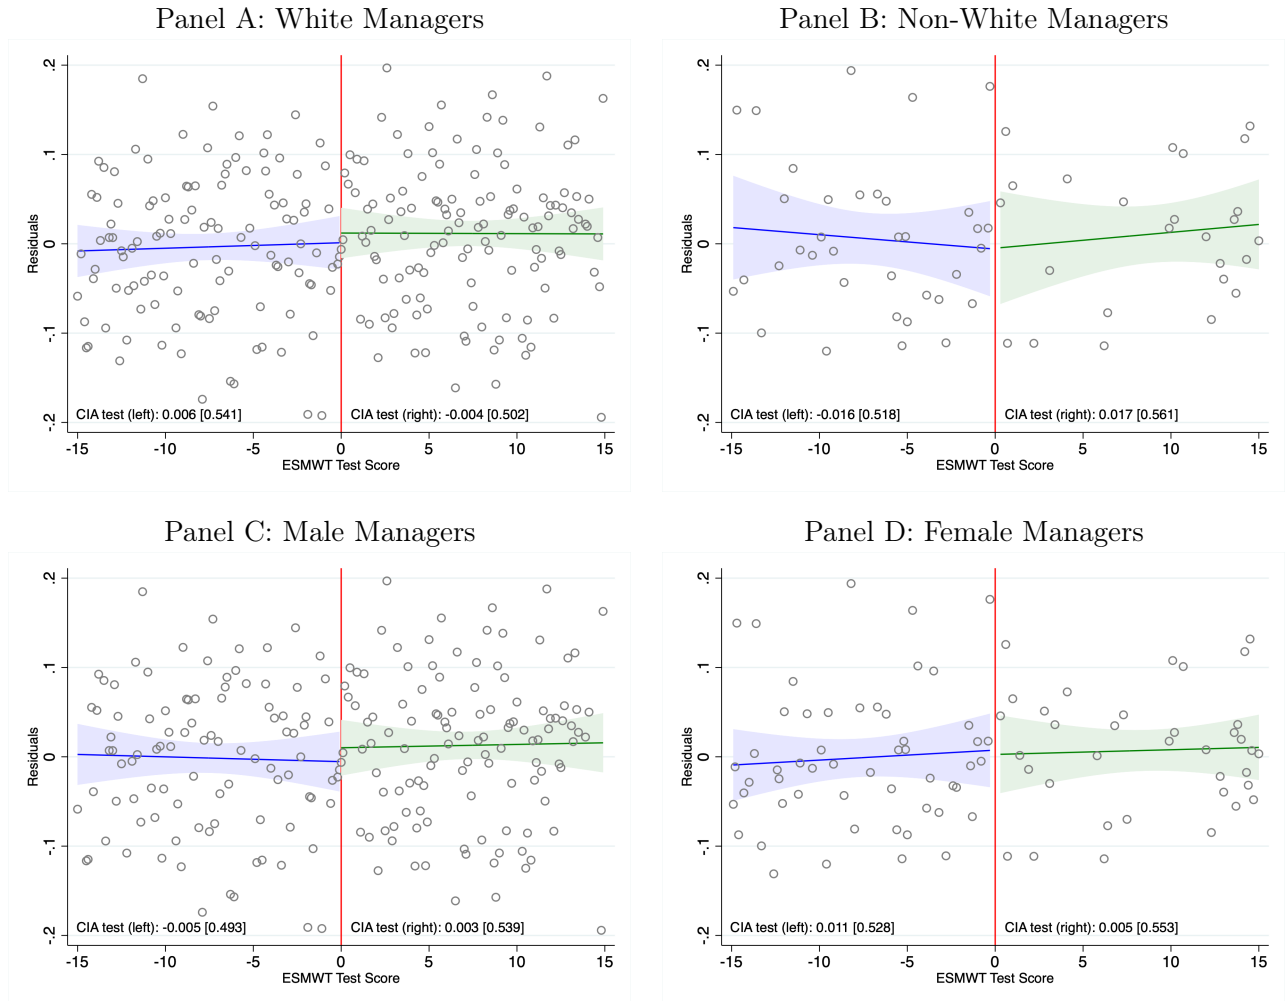 Panel A: White Managers
Residuals
.2
.1
0
-.1
-.2
CIA test (left): 0.006 [0.541]
CIA test (right): -0.004 [0.502]
-15 -10 -5 0 5 10 15
ESMWT Test Score
Panel B: Non-White Managers
Residuals
.2
.1
0
-.1
-.2
CIA test (left): -0.016 [0.518]
CIA test (right): 0.017 [0.561]
-15 -10 -5 0 5 10 15
ESMWT Test Score
Panel C: Male Managers
Residuals
.2
.1
0
-.1
-.2
CIA test (left): -0.005 [0.493]
CIA test (right): 0.003 [0.539]
-15 -10 -5 0 5 10 15
ESMWT Test Score
Panel D: Female Managers
Residuals
.2
.1
0
-.1
-.2
CIA test (left): 0.011 [0.528]
CIA test (right): 0.005 [0.553]
-15 -10 -5 0 5 10 15
ESMWT Test Score